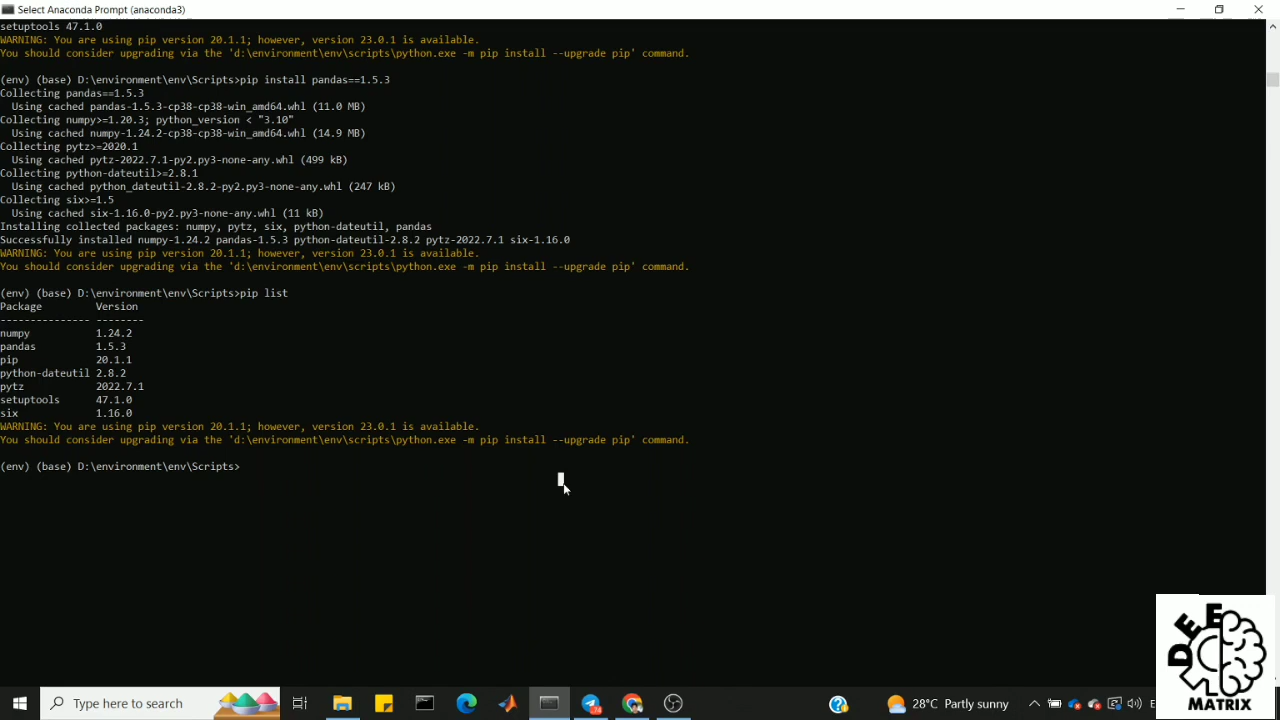 Select Anaconda Prompt (anaconda3)
setuptools 47.1.0
WARNING: You are using pip version 20.1.1; however, version 23.0.1 is available.
You should consider upgrading via the 'd:\environment\env\scripts\python.exe -m pip install --upgrade pip' command.
(env) (base) D:\environment\env\Scripts>pip install pandas==1.5.3
Collecting pandas==1.5.3
Using cached pandas-1.5.3-cp38-cp38-win_amd64.whl (11.0 MB)
Collecting numpy>=1.20.3; python_version < "3.10"
Using cached numpy-1.24.2-cp38-cp38-win_amd64.whl (14.9 MB)
Collecting pytz>=2020.1
Using cached pytz-2022.7.1-py2.py3-none-any.whl (499 kB)
Collecting python-dateutil>=2.8.1
Using cached python_dateutil-2.8.2-py2.py3-none-any.whl (247 kB)
Collecting six>=1.5
Using cached six-1.16.0-py2.py3-none-any.whl (11 kB)
Installing collected packages: numpy, pytz, six, python-dateutil, pandas
Successfully installed numpy-1.24.2 pandas-1.5.3 python-dateutil-2.8.2 pytz-2022.7.1 six-1.16.0
WARNING: You are using pip version 20.1.1; however, version 23.0.1 is available.
You should consider upgrading via the 'd:\environment\env\scripts\python.exe -m pip install --upgrade pip' command.
(env) (base) D:\environment\env\Scripts>pip list
Package Version
--------------- --------
numpy 1.24.2
pandas 1.5.3
pip 20.1.1
python-dateutil 2.8.2
pytz 2022.7.1
setuptools 47.1.0
six 1.16.0
WARNING: You are using pip version 20.1.1; however, version 23.0.1 is available.
You should consider upgrading via the 'd:\environment\env\scripts\python.exe -m pip install --upgrade pip' command.
(env) (base) D:\environment\env\Scripts>
DEE
MATRIX
Type here to search
28°C Partly sunny